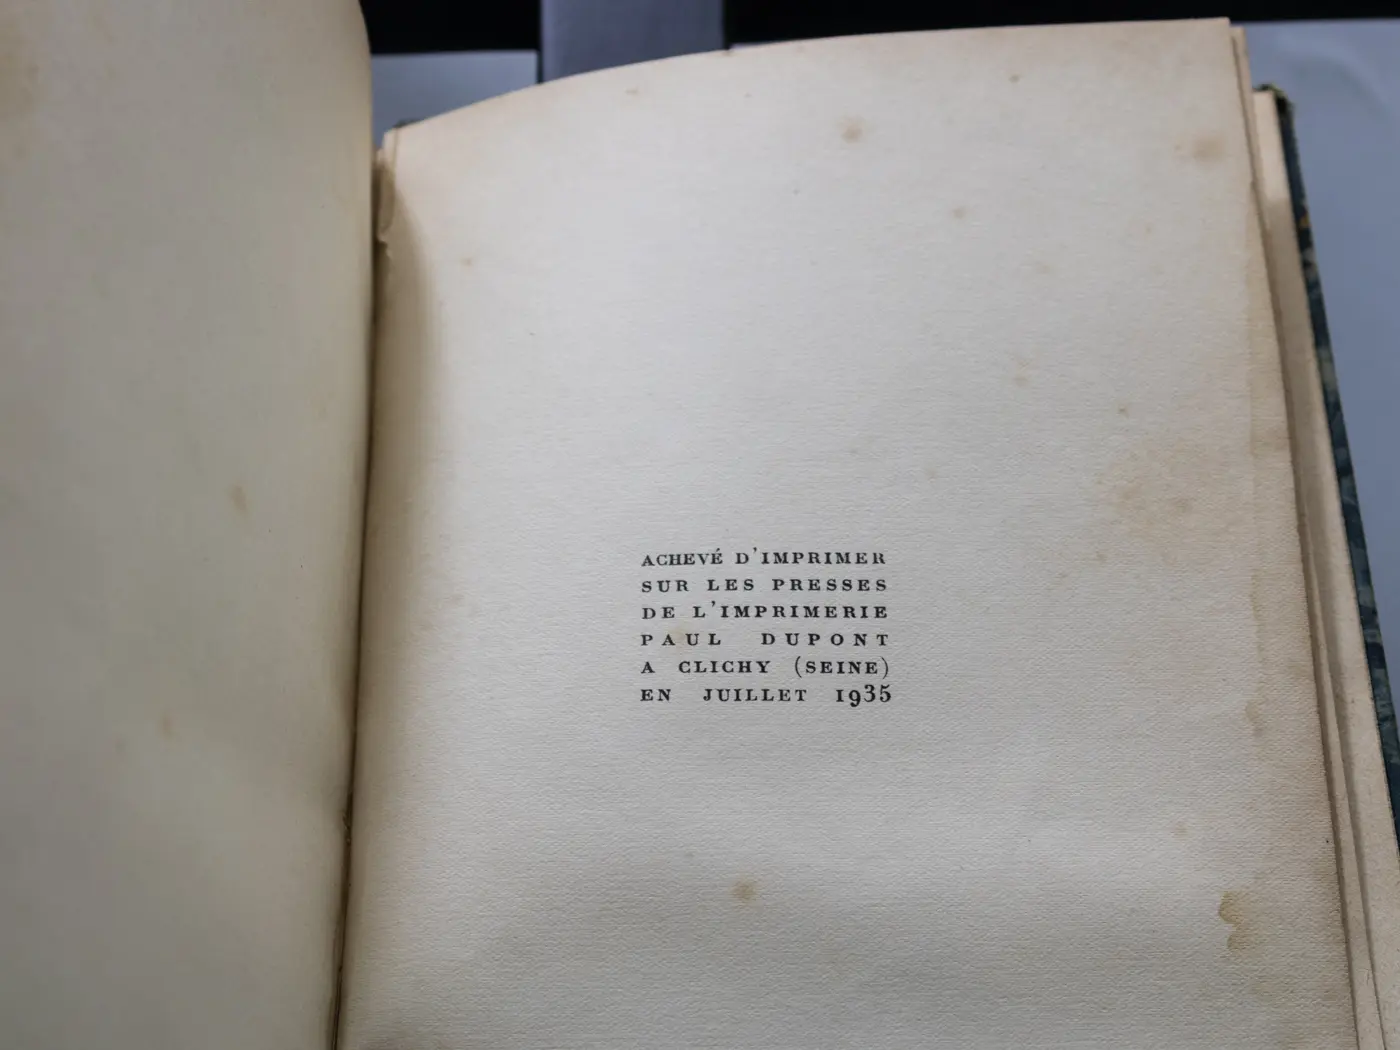 ACHEVÉ D'IMPRIMER
SUR LES PRESSES
DE L'IMPRIMERIE
PAUL DUPONT
A CLICHY (SEINE)
EN JUILLET 1935